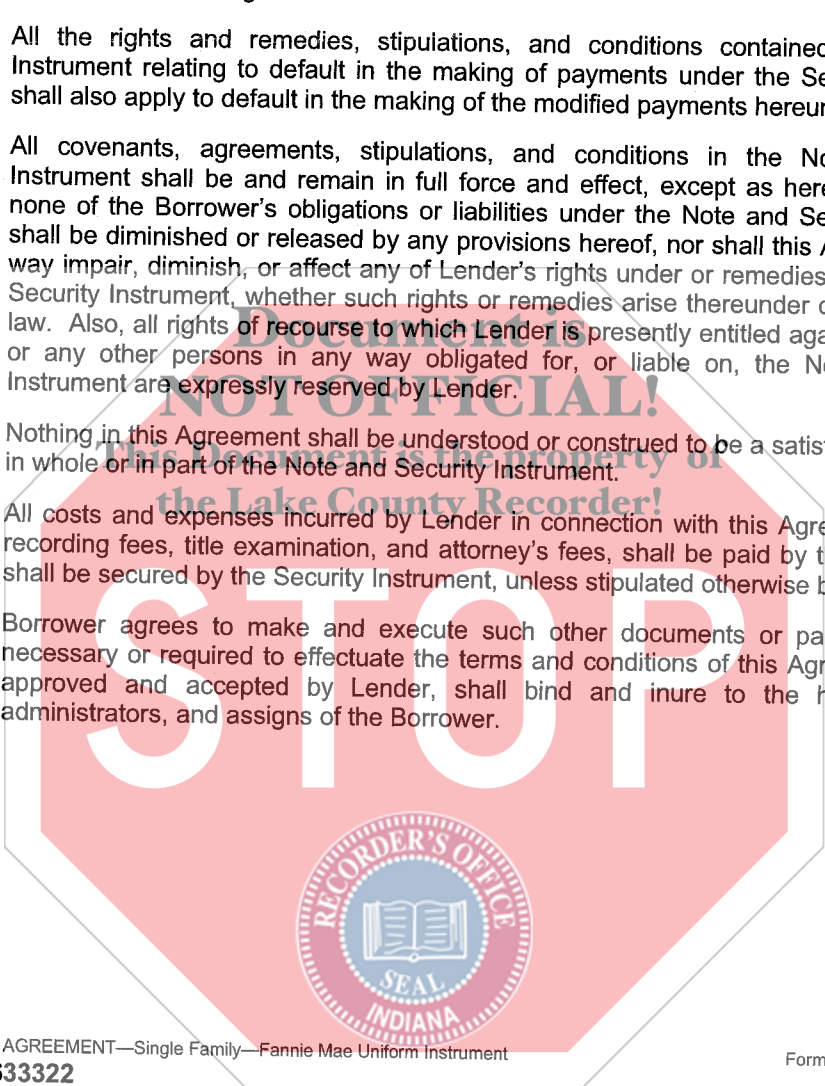 All the rights and remedies, stipulations, and conditions contained
Instrument relating to default in the making of payments under the Se
shall also apply to default in the making of the modified payments hereun
All covenants, agreements, stipulations, and conditions in the No
Instrument shall be and remain in full force and effect, except as here
none of the Borrower's obligations or liabilities under the Note and Se
shall be diminished or released by any provisions hereof, nor shall this A
way impair, diminish, or affect any of Lender's rights under or remedies
Security Instrument, whether such rights or remedies arise thereunder o
Document is
law. Also, all rights of recourse to which Lender is presently entitled aga
or any other persons in any way obligated for, or liable on, the No
Instrument are expressly reserved by Lender.
NOT OFFICIAL!
Nothing in this Agreement shall be understood or construed to be a satisf
This Document is the property of
in whole or in part of the Note and Security Instrument.
the Lake County Recorder!
All costs and expenses incurred by Lender in connection with this Agre
recording fees, title examination, and attorney's fees, shall be paid by t
shall be secured by the Security Instrument, unless stipulated otherwise b
STOP
Borrower agrees to make and execute such other documents or pa
necessary or required to effectuate the terms and conditions of this Agr
approved and accepted by Lender, shall bind and inure to the h
administrators, and assigns of the Borrower.
RECORDER'S OFFICE
SEAL
INDIANA
AGREEMENT—Single Family—Fannie Mae Uniform Instrument
Form
633322